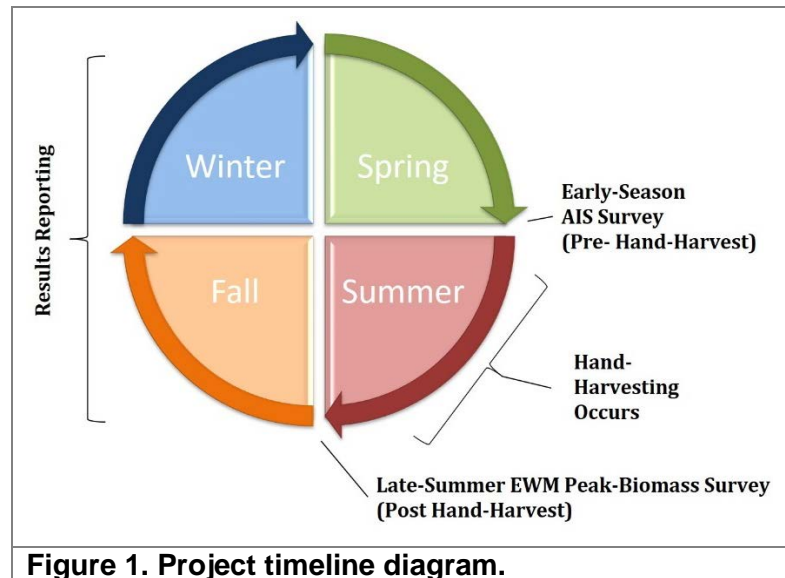 Winter
Spring
Early-Season
AIS Survey
(Pre- Hand-Harvest)
Results Reporting
Fall
Summer
Hand-
Harvesting
Occurs
Late-Summer EWM Peak-Biomass Survey
(Post Hand-Harvest)
Figure 1. Project timeline diagram.